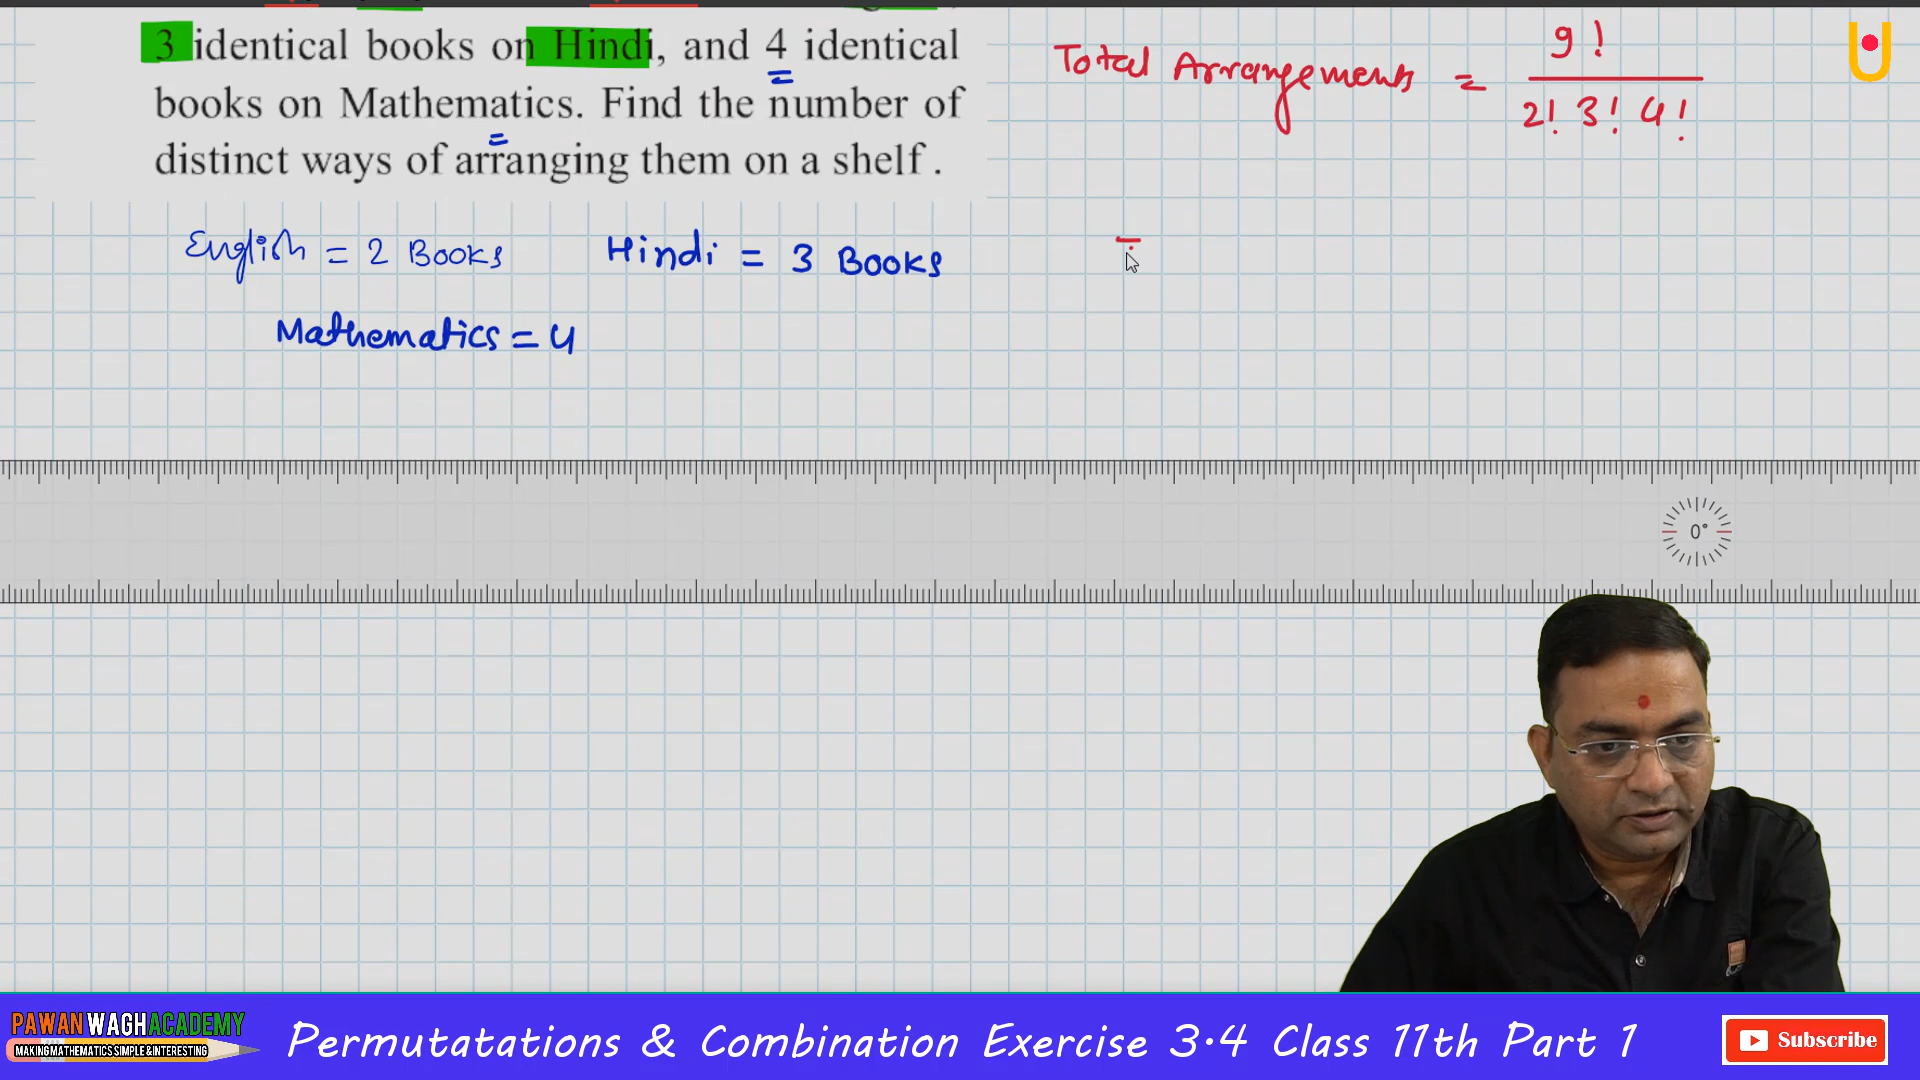 3 identical books on Hindi, and 4 identical
books on Mathematics. Find the number of
distinct ways of arranging them on a shelf.
Total Arrangements = 9!
2! 3! 4!
English = 2 Books Hindi = 3 Books
Mathematics = 4
0°
PAWAN WAGH ACADEMY
MAKING MATHEMATICS SIMPLE & INTERESTING
Permutatations & Combination Exercise 3.4 Class 11th Part 1
Subscribe